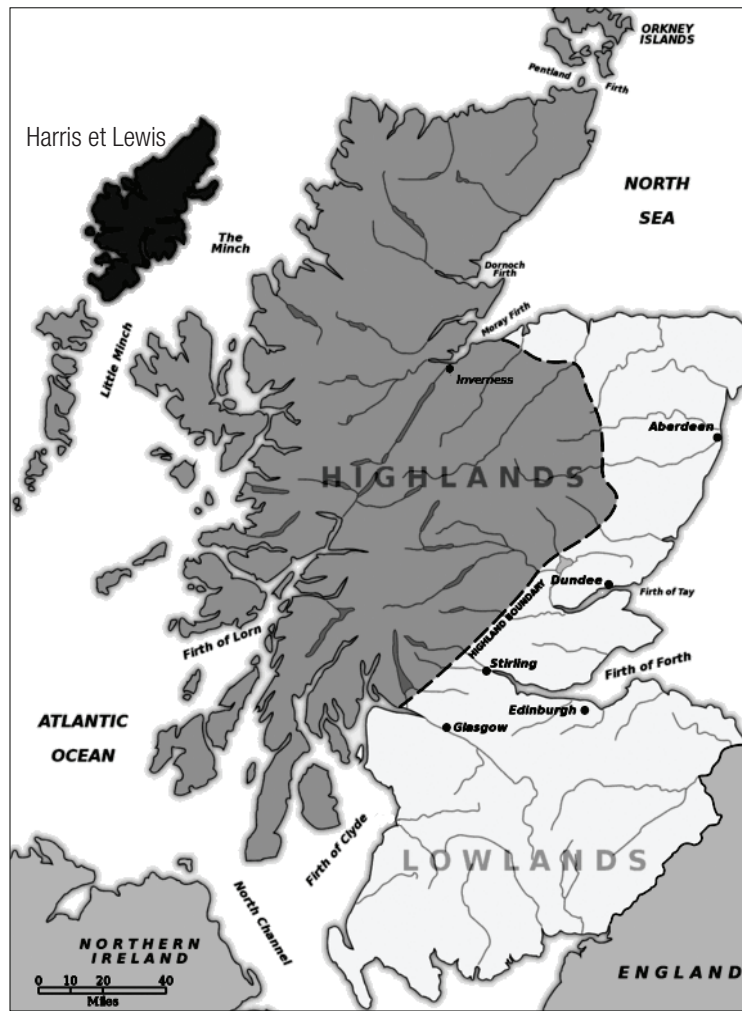 ORKNEY
ISLANDS
Pentland
Firth
Harris et Lewis
NORTH
SEA
The
Minch
Dornoch
Firth
Moray Firth
Little Minch
Inverness
Aberdeen
HIGHLANDS
Dundee
Firth of Tay
HIGHLAND BOUNDARY
Firth of Lorn
Stirling
Firth of Forth
ATLANTIC
OCEAN
Edinburgh
Glasgow
Firth of Clyde
LOWLANDS
North Channel
NORTHERN
IRELAND
ENGLAND
0 10 20 40
Miles